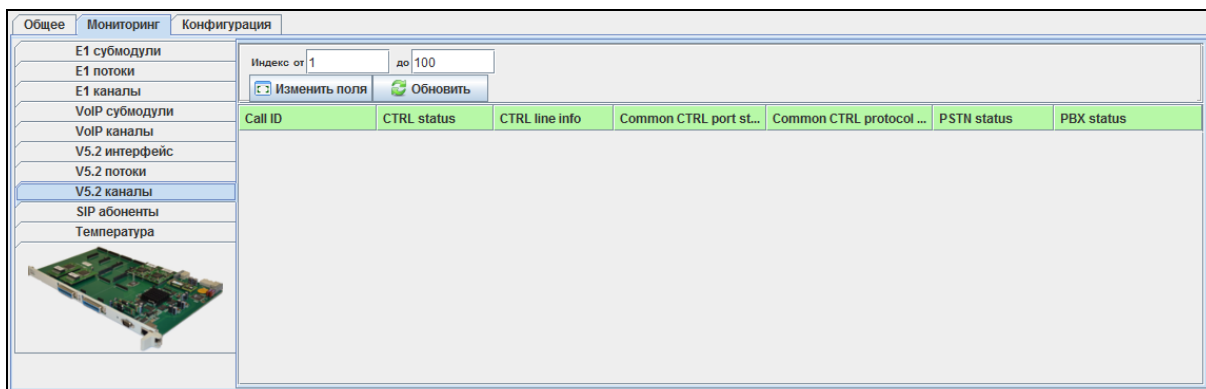 Общее Мониторинг Конфигурация
E1 субмодули
E1 потоки
E1 каналы
VoIP субмодули
VoIP каналы
V5.2 интерфейс
V5.2 потоки
V5.2 каналы
SIP абоненты
Температура
Индекс от 1 до 100
Изменить поля Обновить
Call ID CTRL status CTRL line info Common CTRL port st... Common CTRL protocol ... PSTN status PBX status